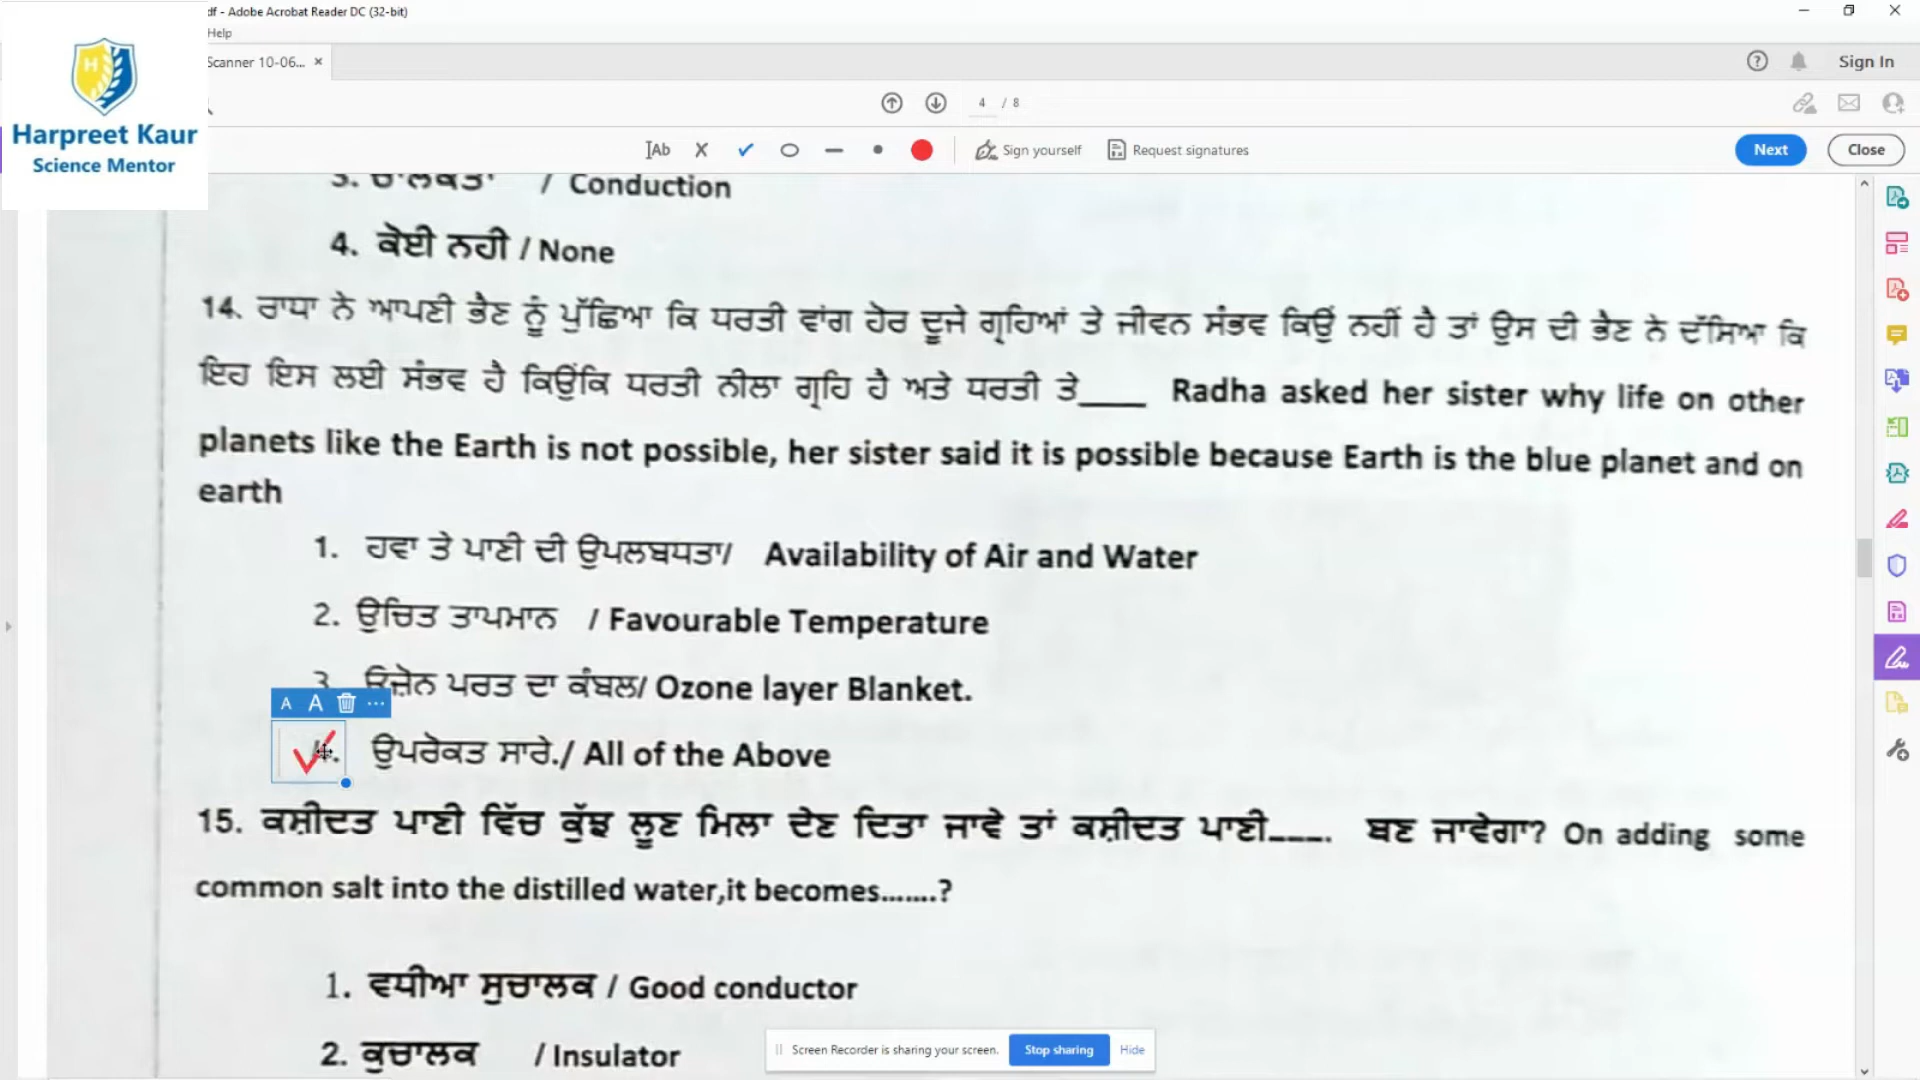 df - Adobe Acrobat Reader DC (32-bit)
Help
Scanner 10-06...
Sign In
Harpreet Kaur
Science Mentor
4 / 8
Ab
Sign yourself
Request signatures
Next
Close
3. ਚਾਲਕਤਾ / Conduction
4. ਕੋਈ ਨਹੀ / None
14. ਰਾਧਾ ਨੇ ਆਪਣੀ ਭੈਣ ਨੂੰ ਪੁੱਛਿਆ ਕਿ ਧਰਤੀ ਵਾਂਗ ਹੋਰ ਦੂਜੇ ਗ੍ਰਹਿਆਂ ਤੇ ਜੀਵਨ ਸੰਭਵ ਕਿਉਂ ਨਹੀਂ ਹੈ ਤਾਂ ਉਸ ਦੀ ਭੈਣ ਨੇ ਦੱਸਿਆ ਕਿ
ਇਹ ਇਸ ਲਈ ਸੰਭਵ ਹੈ ਕਿਉਂਕਿ ਧਰਤੀ ਨੀਲਾ ਗ੍ਰਹਿ ਹੈ ਅਤੇ ਧਰਤੀ ਤੇ____ Radha asked her sister why life on other
planets like the Earth is not possible, her sister said it is possible because Earth is the blue planet and on
earth
1. ਹਵਾ ਤੇ ਪਾਣੀ ਦੀ ਉਪਲਬਧਤਾ/ Availability of Air and Water
2. ਉਚਿਤ ਤਾਪਮਾਨ / Favourable Temperature
3. ਓਜ਼ੋਨ ਪਰਤ ਦਾ ਕੰਬਲ/ Ozone layer Blanket.
A A
ਉਪਰੋਕਤ ਸਾਰੇ./ All of the Above
15. ਕਸ਼ੀਦਤ ਪਾਣੀ ਵਿੱਚ ਕੁੱਝ ਲੂਣ ਮਿਲਾ ਦੇਣ ਦਿਤਾ ਜਾਵੇ ਤਾਂ ਕਸ਼ੀਦਤ ਪਾਣੀ____. ਬਣ ਜਾਵੇਗਾ? On adding some
common salt into the distilled water,it becomes.......?
1. ਵਧੀਆ ਸੁਚਾਲਕ / Good conductor
2. ਕੁਚਾਲਕ / Insulator
Screen Recorder is sharing your screen.
Stop sharing
Hide